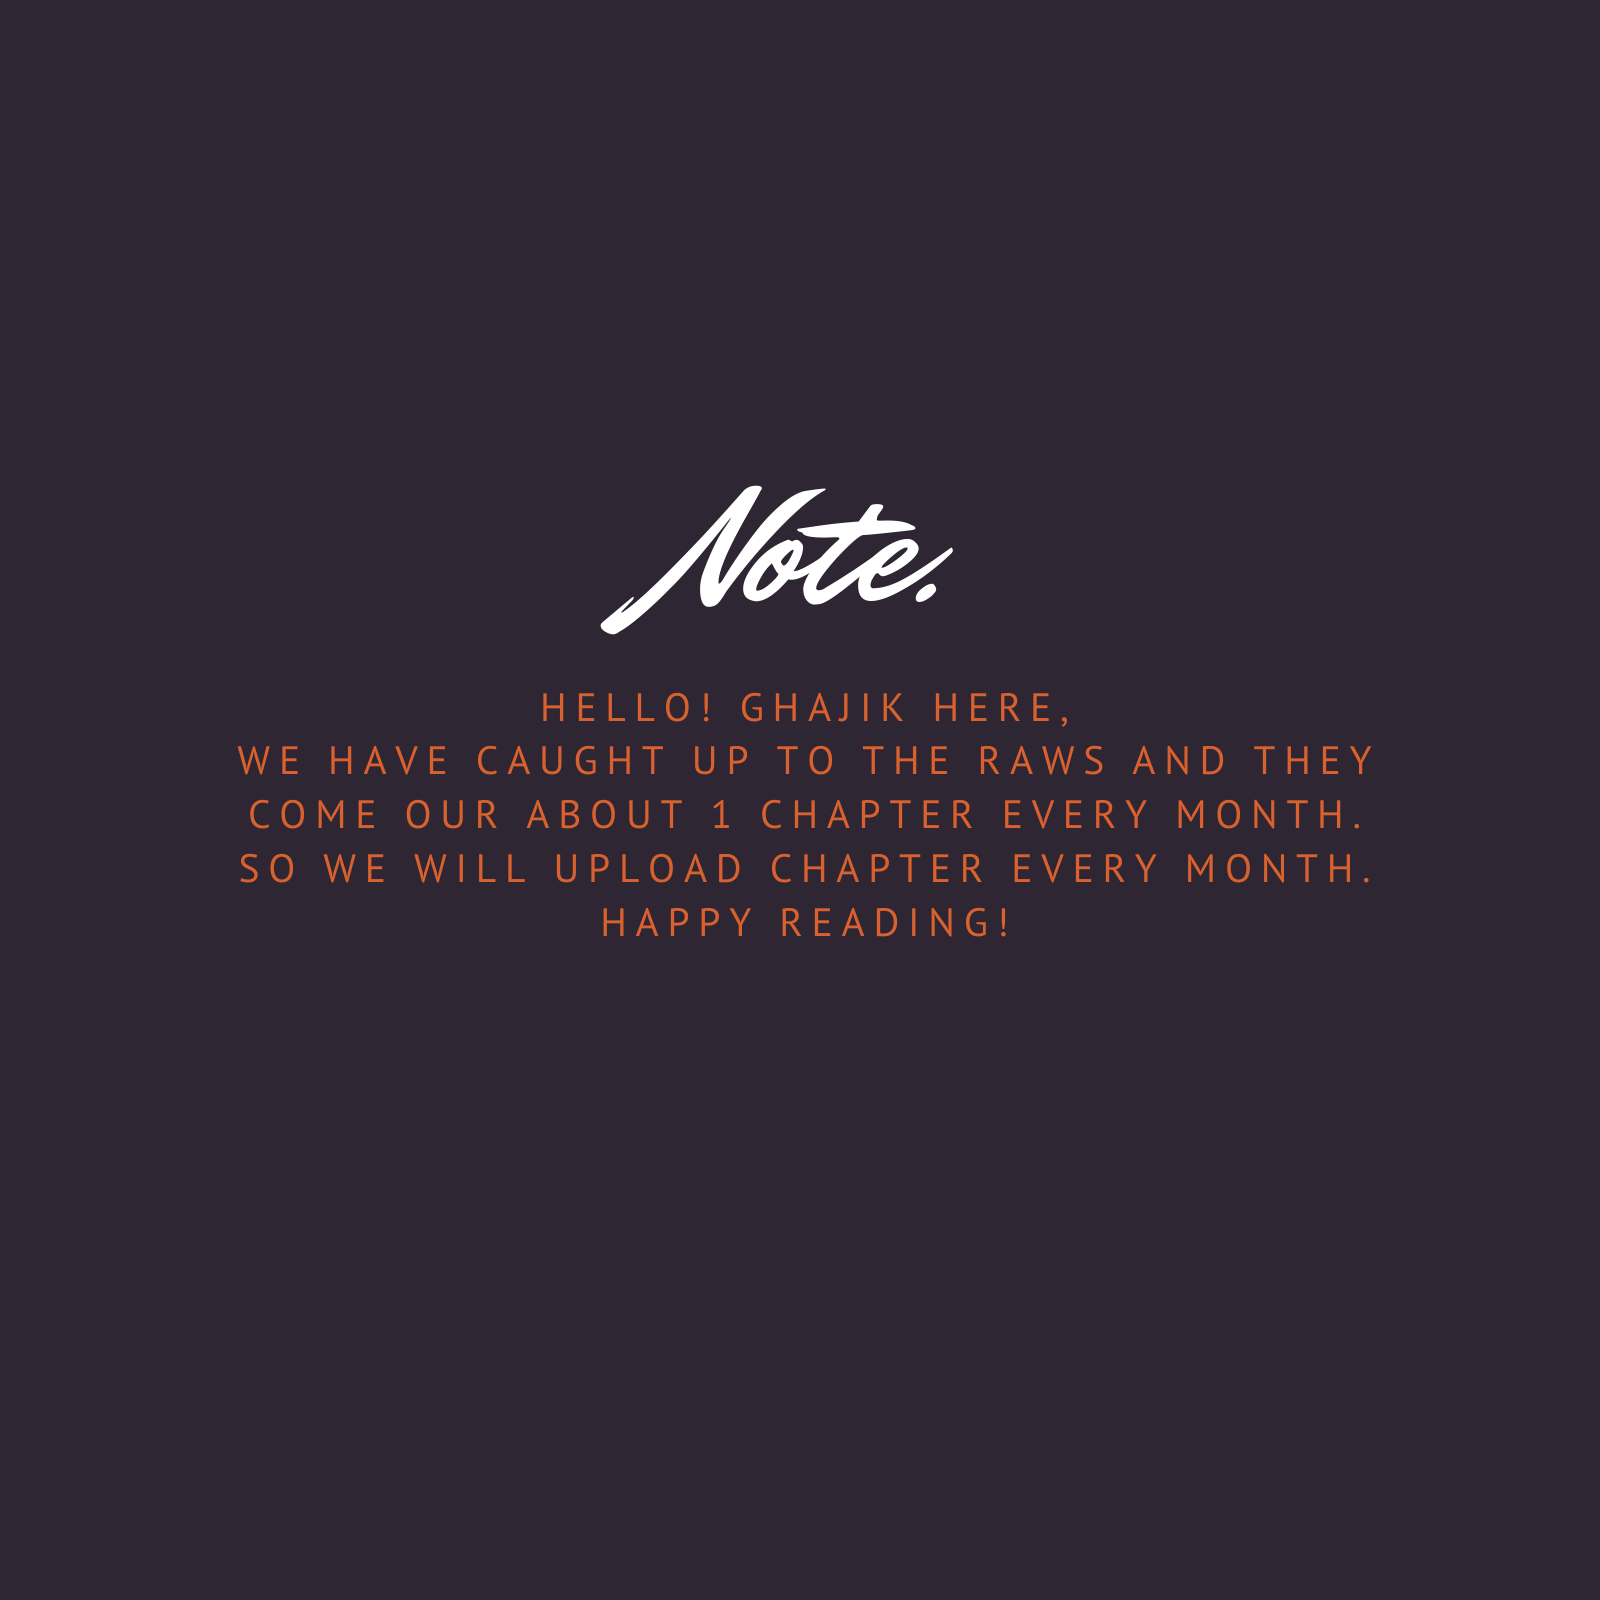 Note.
HELLO! GHAJIK HERE,
WE HAVE CAUGHT UP TO THE RAWS AND THEY
COME OUR ABOUT 1 CHAPTER EVERY MONTH.
SO WE WILL UPLOAD CHAPTER EVERY MONTH.
HAPPY READING!